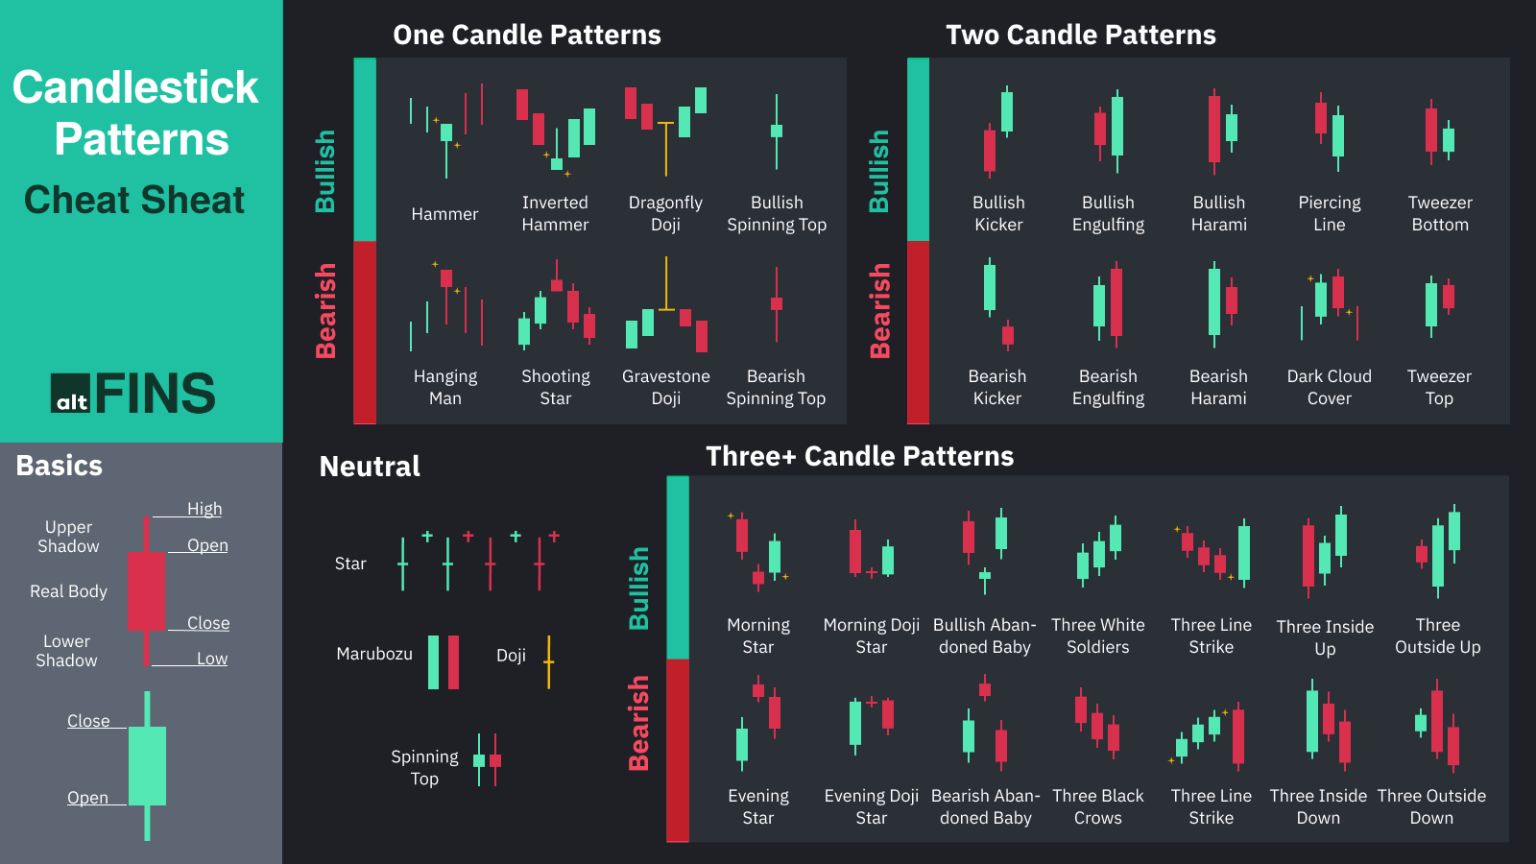 Candlestick
Patterns
Cheat Sheat
alt FINS
Basics
High
Upper
Shadow
Open
Real Body
Close
Lower
Shadow
Low
Close
Open
One Candle Patterns
Bullish
Hammer
Inverted
Hammer
Dragonfly
Doji
Bullish
Spinning Top
Bearish
Hanging
Man
Shooting
Star
Gravestone
Doji
Bearish
Spinning Top
Two Candle Patterns
Bullish
Bullish
Kicker
Bullish
Engulfing
Bullish
Harami
Piercing
Line
Tweezer
Bottom
Bearish
Bearish
Kicker
Bearish
Engulfing
Bearish
Harami
Dark Cloud
Cover
Tweezer
Top
Neutral
Star
Marubozu
Doji
Spinning
Top
Three+ Candle Patterns
Bullish
Morning
Star
Morning Doji
Star
Bullish Aban-
doned Baby
Three White
Soldiers
Three Line
Strike
Three Inside
Up
Three
Outside Up
Bearish
Evening
Star
Evening Doji
Star
Bearish Aban-
doned Baby
Three Black
Crows
Three Line
Strike
Three Inside
Down
Three Outside
Down